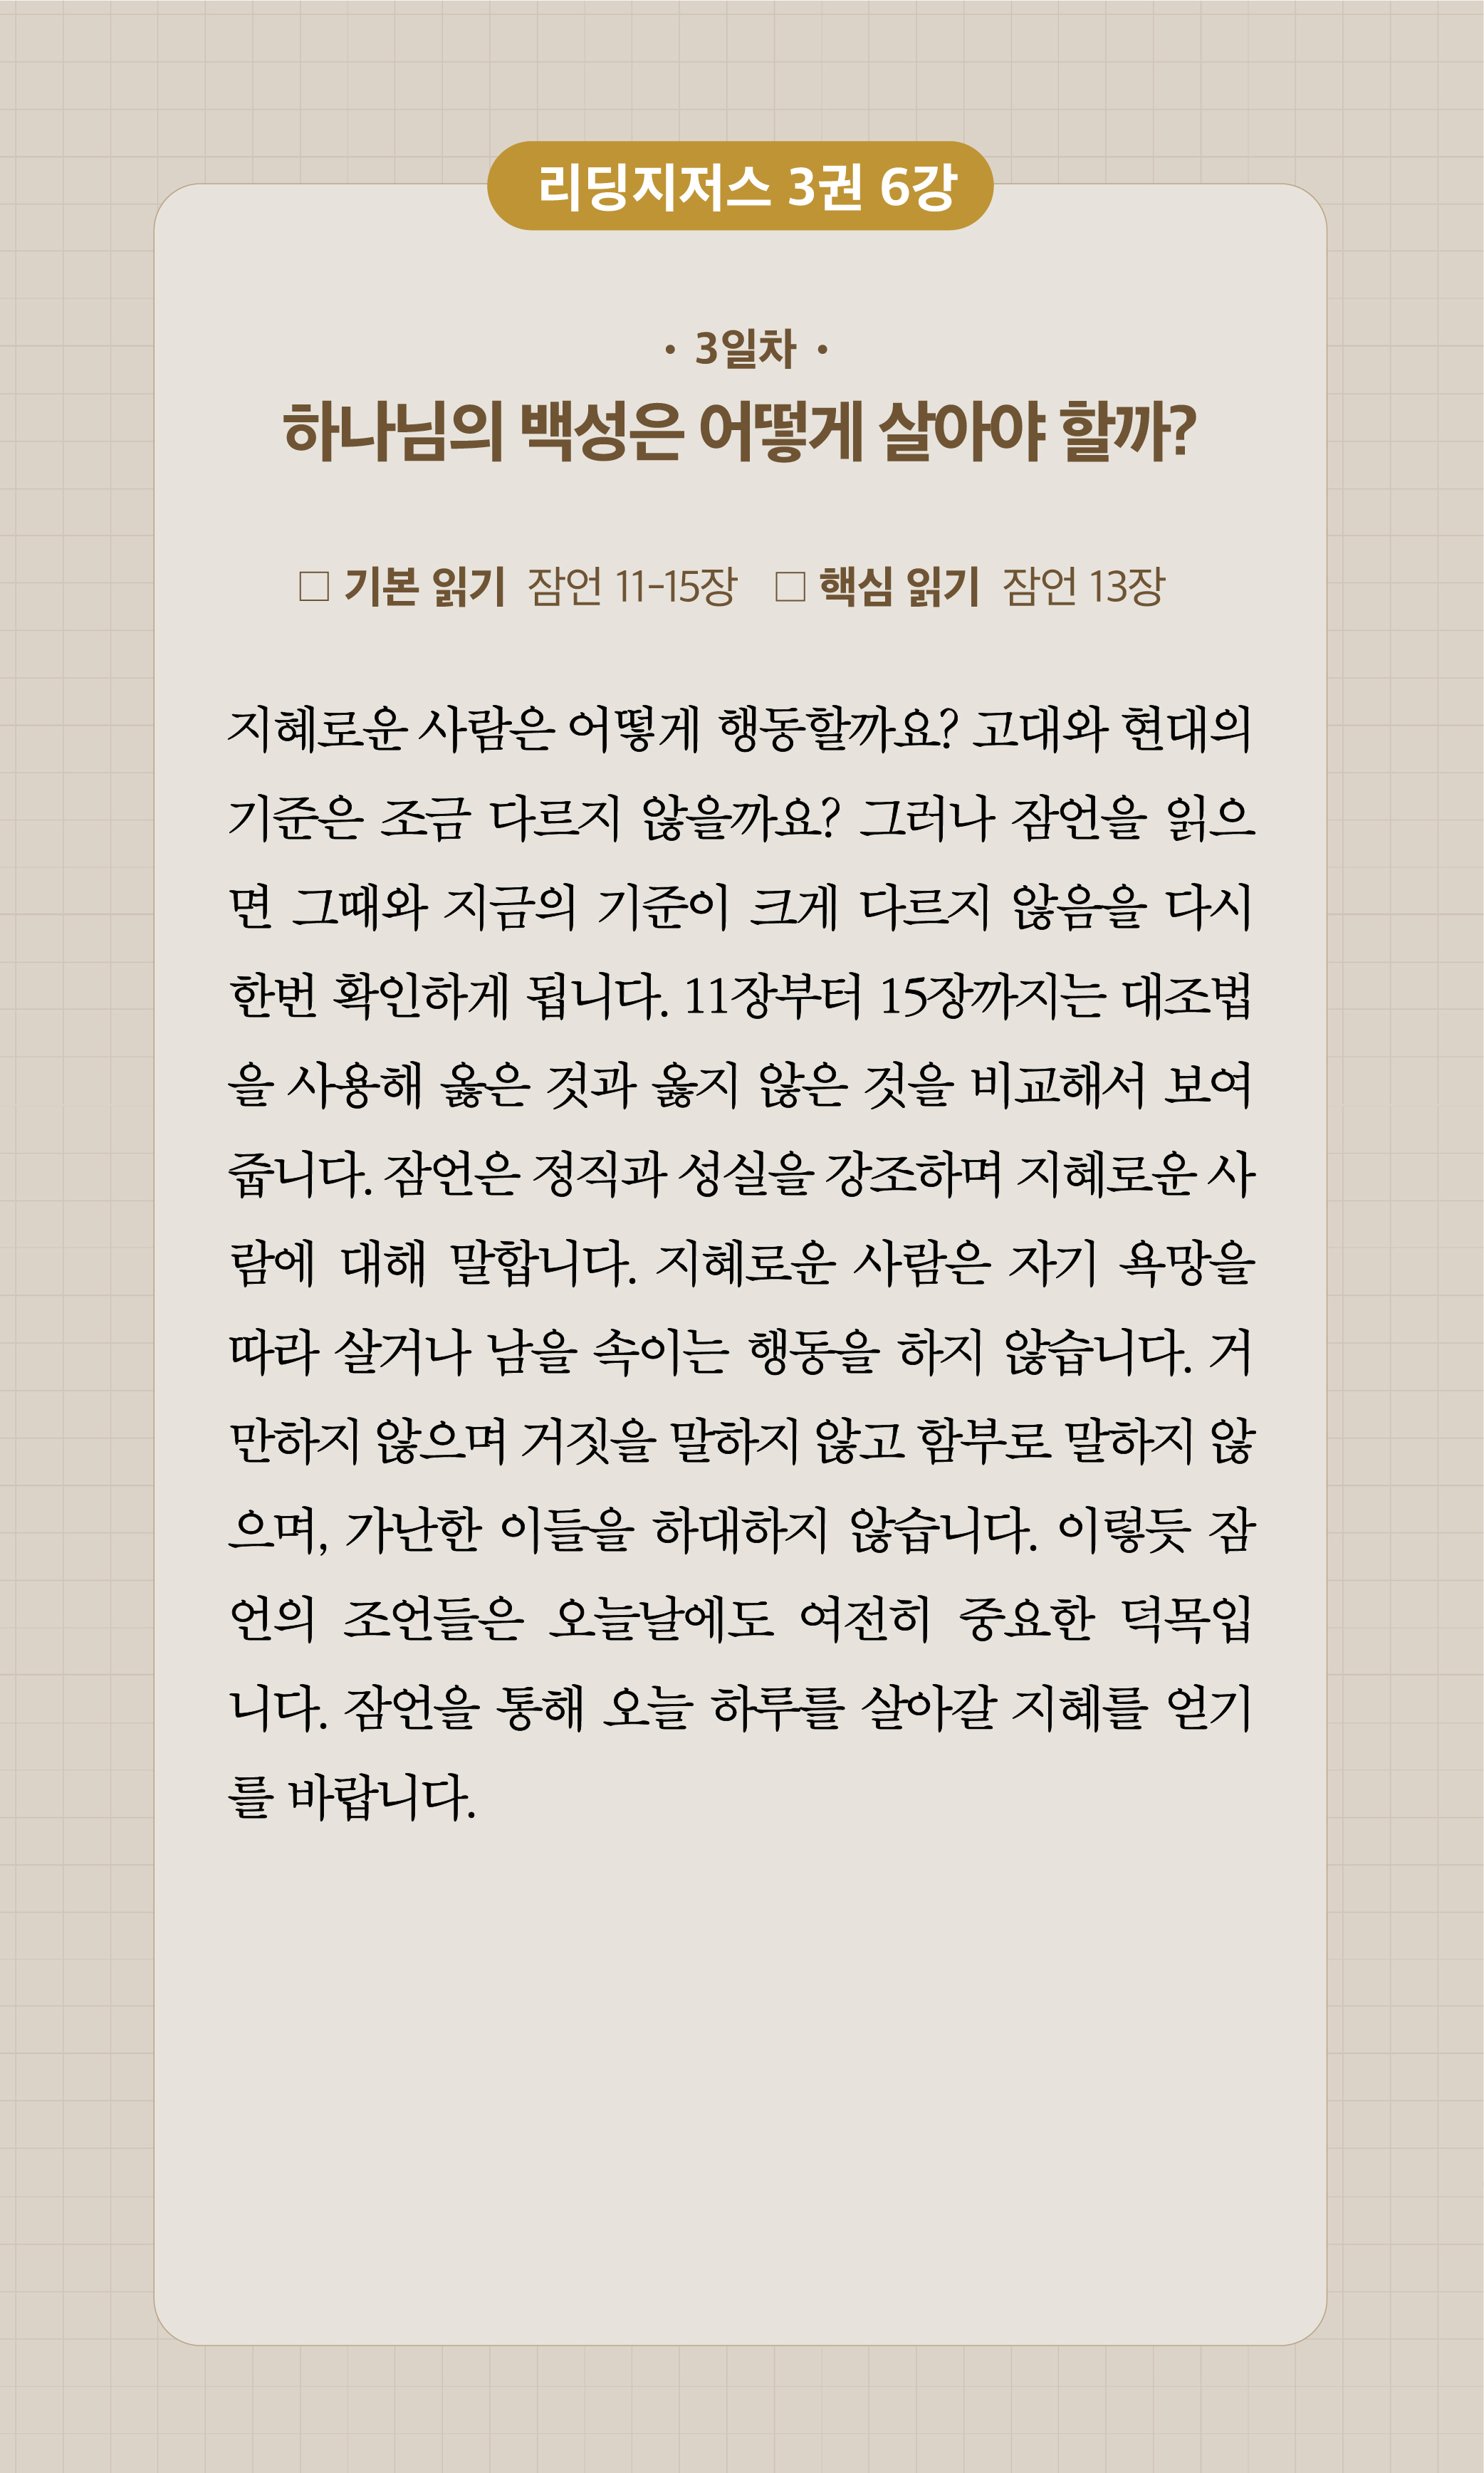 리딩지저스 3권 6강
· 3일차 ·
하나님의 백성은 어떻게 살아야 할까?
□ 기본 읽기 잠언 11-15장 □ 핵심 읽기 잠언 13장
지혜로운 사람은 어떻게 행동할까요? 고대와 현대의
기준은 조금 다르지 않을까요? 그러나 잠언을 읽으
면 그때와 지금의 기준이 크게 다르지 않음을 다시
한번 확인하게 됩니다. 11장부터 15장까지는 대조법
을 사용해 옳은 것과 옳지 않은 것을 비교해서 보여
줍니다. 잠언은 정직과 성실을 강조하며 지혜로운 사
람에 대해 말합니다. 지혜로운 사람은 자기 욕망을
따라 살거나 남을 속이는 행동을 하지 않습니다. 거
만하지 않으며 거짓을 말하지 않고 함부로 말하지 않
으며, 가난한 이들을 하대하지 않습니다. 이렇듯 잠
언의 조언들은 오늘날에도 여전히 중요한 덕목입
니다. 잠언을 통해 오늘 하루를 살아갈 지혜를 얻기
를 바랍니다.